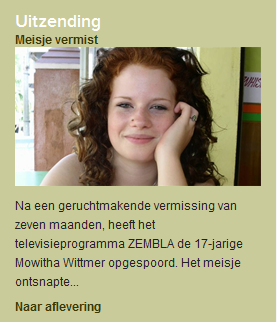 Uitzending
Meisje vermist
Na een geruchtmakende vermissing van
zeven maanden, heeft het
televisieprogramma ZEMBLA de 17-jarige
Mowitha Wittmer opgespoord. Het meisje
ontsnapte...
Naar aflevering